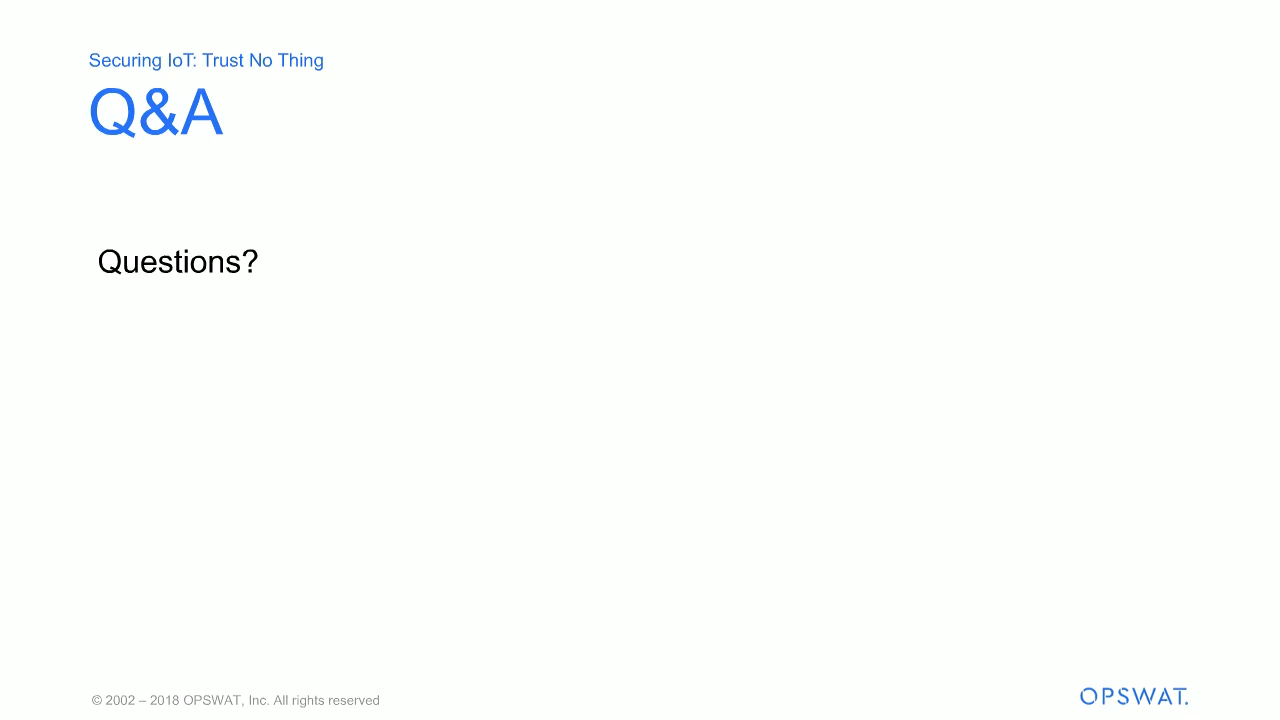 Securing IoT: Trust No Thing
Q&A
Questions?
© 2002 – 2018 OPSWAT, Inc. All rights reserved
OPSWAT.